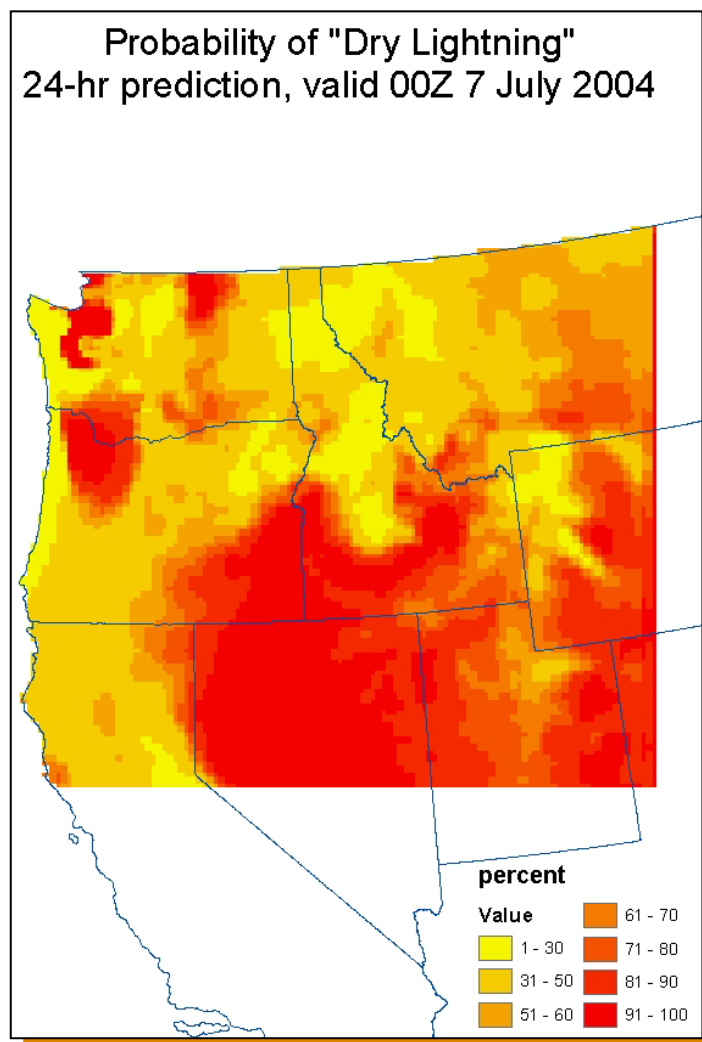 Probability of "Dry Lightning"
24-hr prediction, valid 00Z 7 July 2004
percent
Value
1 - 30
31 - 50
51 - 60
61 - 70
71 - 80
81 - 90
91 - 100